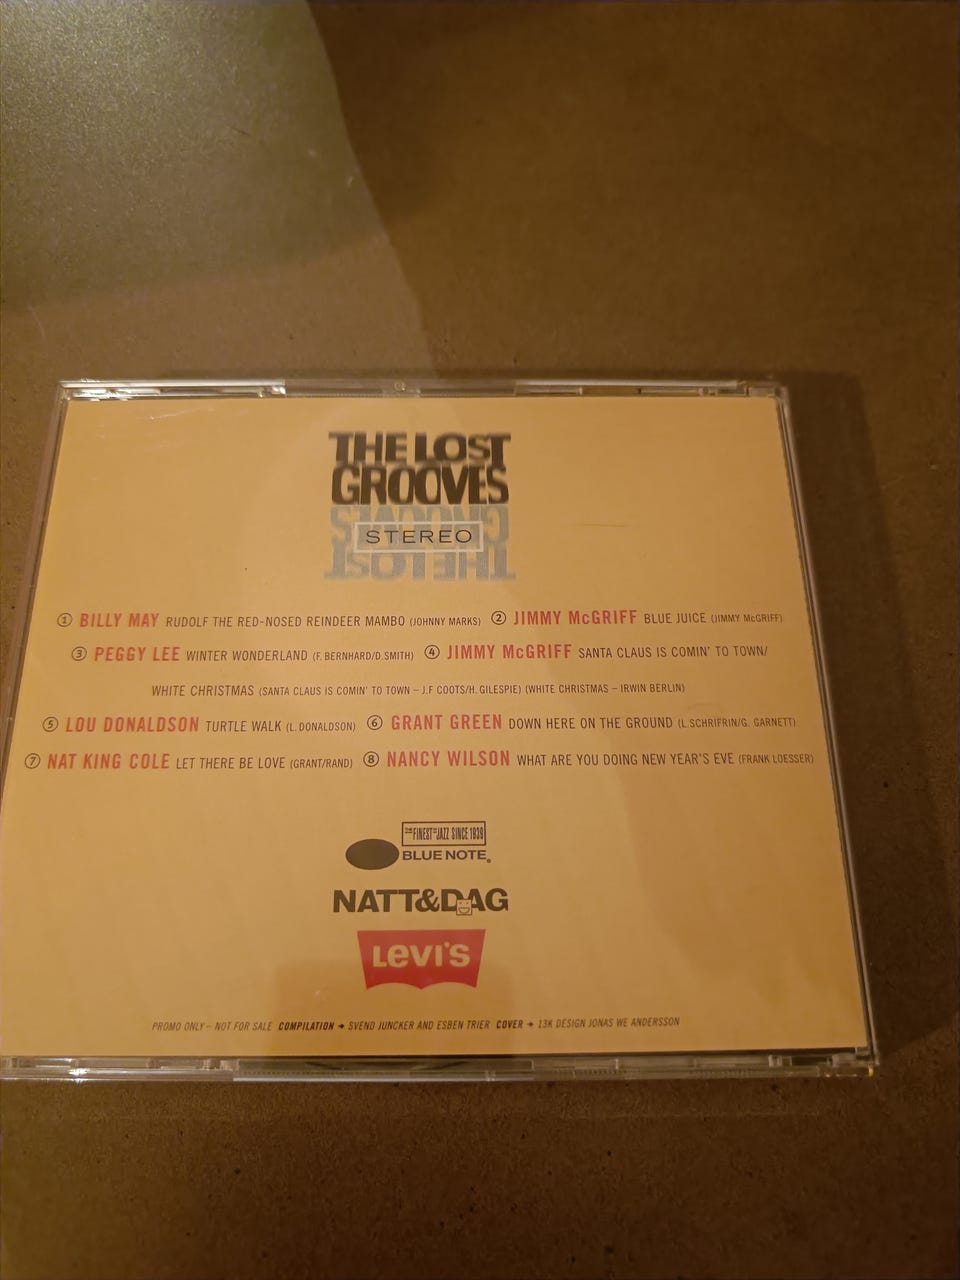 THE LOST
GROOVES
STEREO
① BILLY MAY RUDOLF THE RED-NOSED REINDEER MAMBO (JOHNNY MARKS) ② JIMMY McGRIFF BLUE JUICE (JIMMY McGRIFF)
③ PEGGY LEE WINTER WONDERLAND (F. BERNHARD/D.SMITH) ④ JIMMY McGRIFF SANTA CLAUS IS COMIN' TO TOWN/
WHITE CHRISTMAS (SANTA CLAUS IS COMIN' TO TOWN – J.F COOTS/H. GILESPIE) (WHITE CHRISTMAS – IRWIN BERLIN)
⑤ LOU DONALDSON TURTLE WALK (L. DONALDSON) ⑥ GRANT GREEN DOWN HERE ON THE GROUND (L. SCHRIFRIN/G. GARNETT)
⑦ NAT KING COLE LET THERE BE LOVE (GRANT/RAND) ⑧ NANCY WILSON WHAT ARE YOU DOING NEW YEAR'S EVE (FRANK LOESSER)
THE FINEST IN JAZZ SINCE 1939
BLUE NOTE®
NATT&DAG
LEVI'S
PROMO ONLY – NOT FOR SALE COMPILATION ➔ SVEND JUNCKER AND ESBEN TRIER COVER ➔ 13K DESIGN JONAS WE ANDERSSON